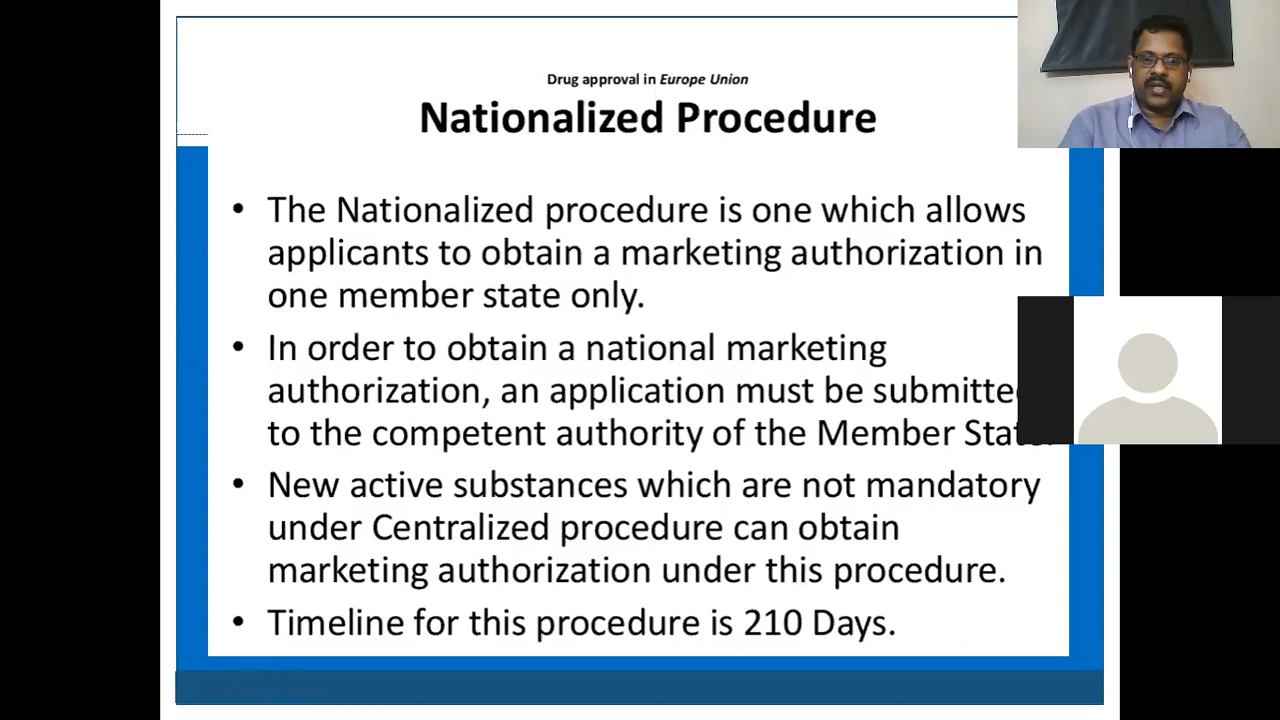 Drug approval in Europe Union
Nationalized Procedure
• The Nationalized procedure is one which allows
applicants to obtain a marketing authorization in
one member state only.
• In order to obtain a national marketing
authorization, an application must be submitte
to the competent authority of the Member State.
• New active substances which are not mandatory
under Centralized procedure can obtain
marketing authorization under this procedure.
• Timeline for this procedure is 210 Days.